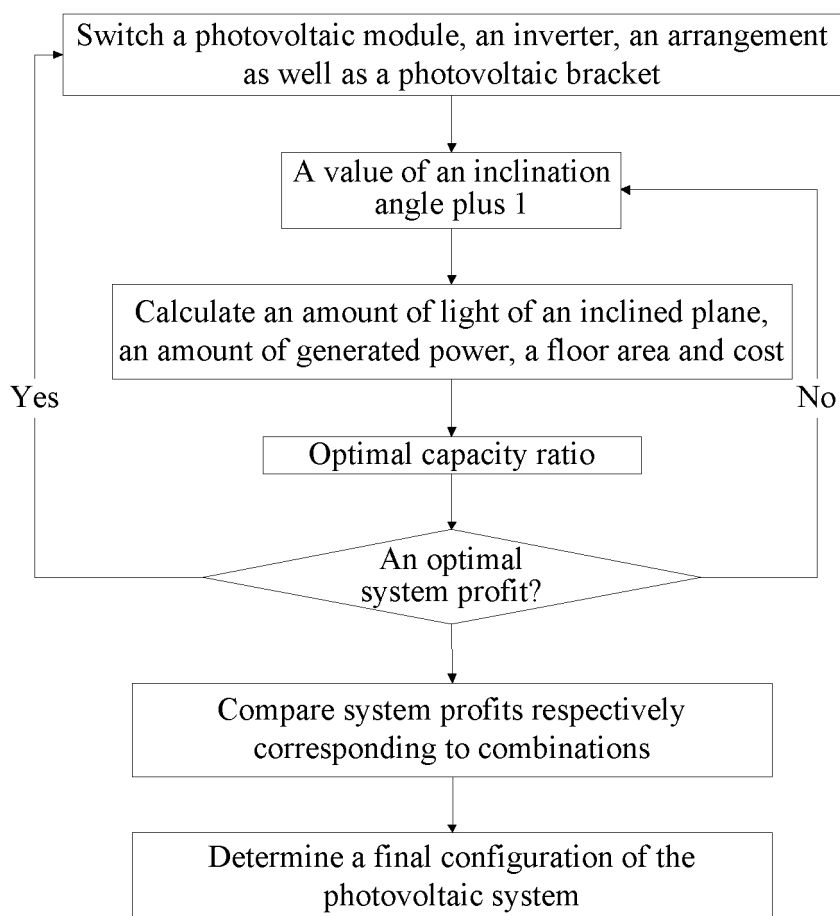 Switch a photovoltaic module, an inverter, an arrangement
as well as a photovoltaic bracket
A value of an inclination
angle plus 1
Calculate an amount of light of an inclined plane,
an amount of generated power, a floor area and cost
Yes
No
Optimal capacity ratio
An optimal
system profit?
Compare system profits respectively
corresponding to combinations
Determine a final configuration of the
photovoltaic system